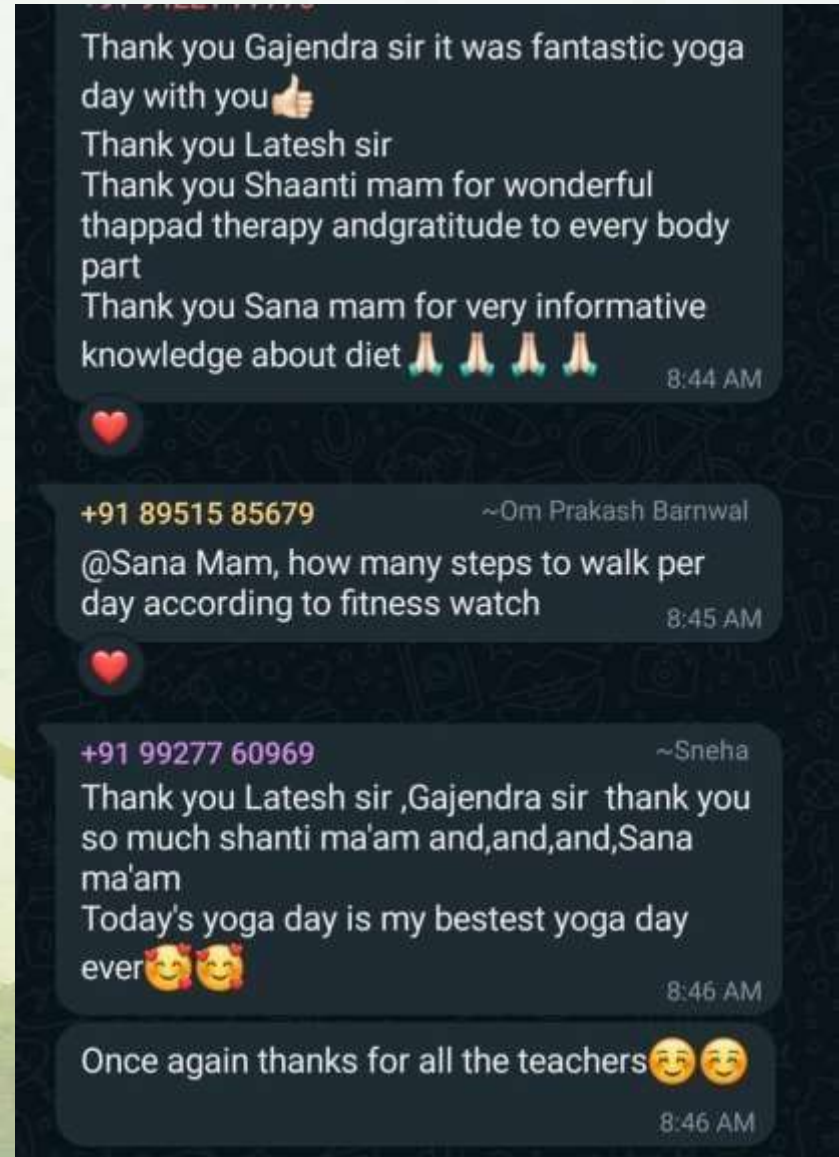 Thank you Gajendra sir it was fantastic yoga
day with you👍🏻
Thank you Latesh sir
Thank you Shaanti mam for wonderful
thappad therapy andgratitude to every body
part
Thank you Sana mam for very informative
knowledge about diet🙏🏻🙏🏻🙏🏻🙏🏻
8:44 AM
❤️
+91 89515 85679 ~Om Prakash Barnwal
@Sana Mam, how many steps to walk per
day according to fitness watch
8:45 AM
❤️
+91 99277 60969 ~Sneha
Thank you Latesh sir ,Gajendra sir thank you
so much shanti ma'am and,and,and,Sana
ma'am
Today's yoga day is my bestest yoga day
ever🥰🥰
8:46 AM
Once again thanks for all the teachers☺️☺️
8:46 AM